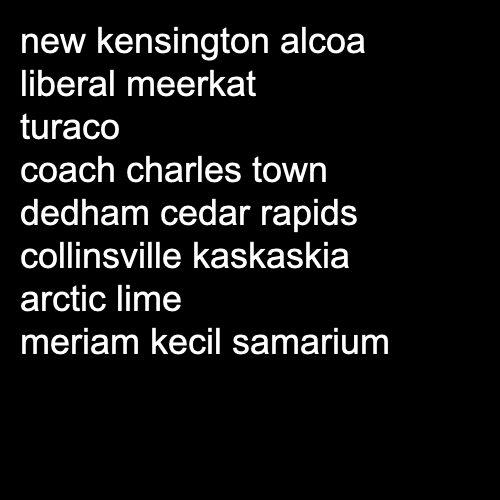 new kensington alcoa
liberal meerkat
turaco
coach charles town
dedham cedar rapids
collinsville kaskaskia
arctic lime
meriam kecil samarium